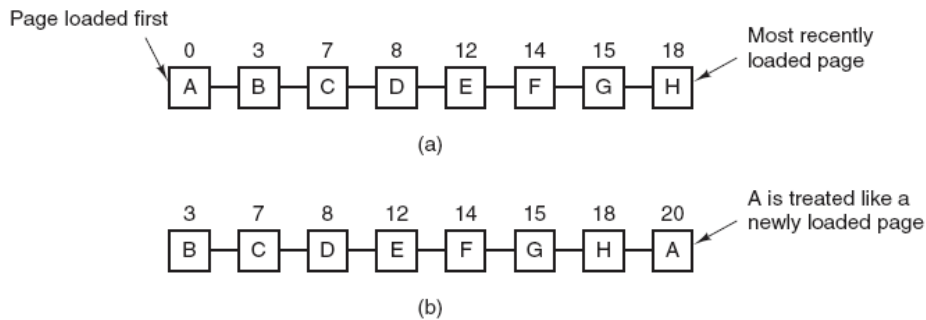 Page loaded first
0 3 7 8 12 14 15 18
Most recently
loaded page
A B C D E F G H
(a)
3 7 8 12 14 15 18 20
A is treated like a
newly loaded page
B C D E F G H A
(b)